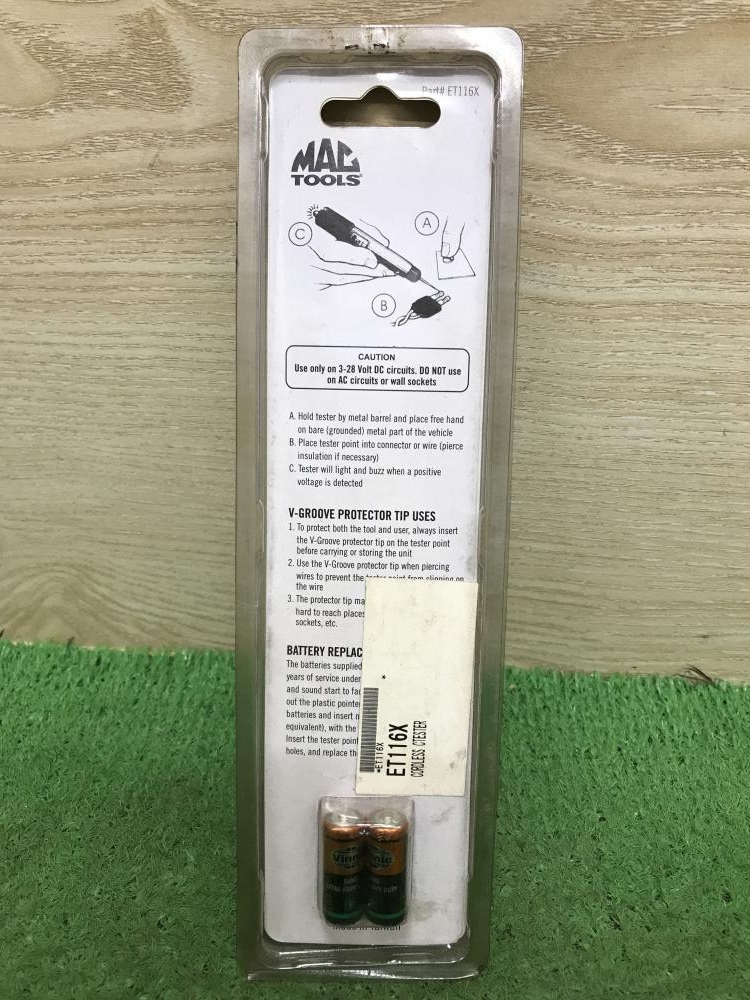 Part# ET116X
MAC
TOOLS
C
A
B
CAUTION
Use only on 3-28 Volt DC circuits. DO NOT use
on AC circuits or wall sockets
A. Hold tester by metal barrel and place free hand
on bare (grounded) metal part of the vehicle
B. Place tester point into connector or wire (pierce
insulation if necessary)
C. Tester will light and buzz when a positive
voltage is detected
V-GROOVE PROTECTOR TIP USES
1. To protect both the tool and user, always insert
the V-Groove protector tip on the tester point
before carrying or storing the unit
2. Use the V-Groove protector tip when piercing
wires to prevent the tester point from slipping on
the wire
3. The protector tip ma
hard to reach places
sockets, etc.
BATTERY REPLAC
The batteries supplied
years of service under
and sound start to fa
out the plastic pointe
batteries and insert n
equivalent), with the
Insert the tester point
holes, and replace th
*ET116X
ET116X
CORDLESS CTESTER